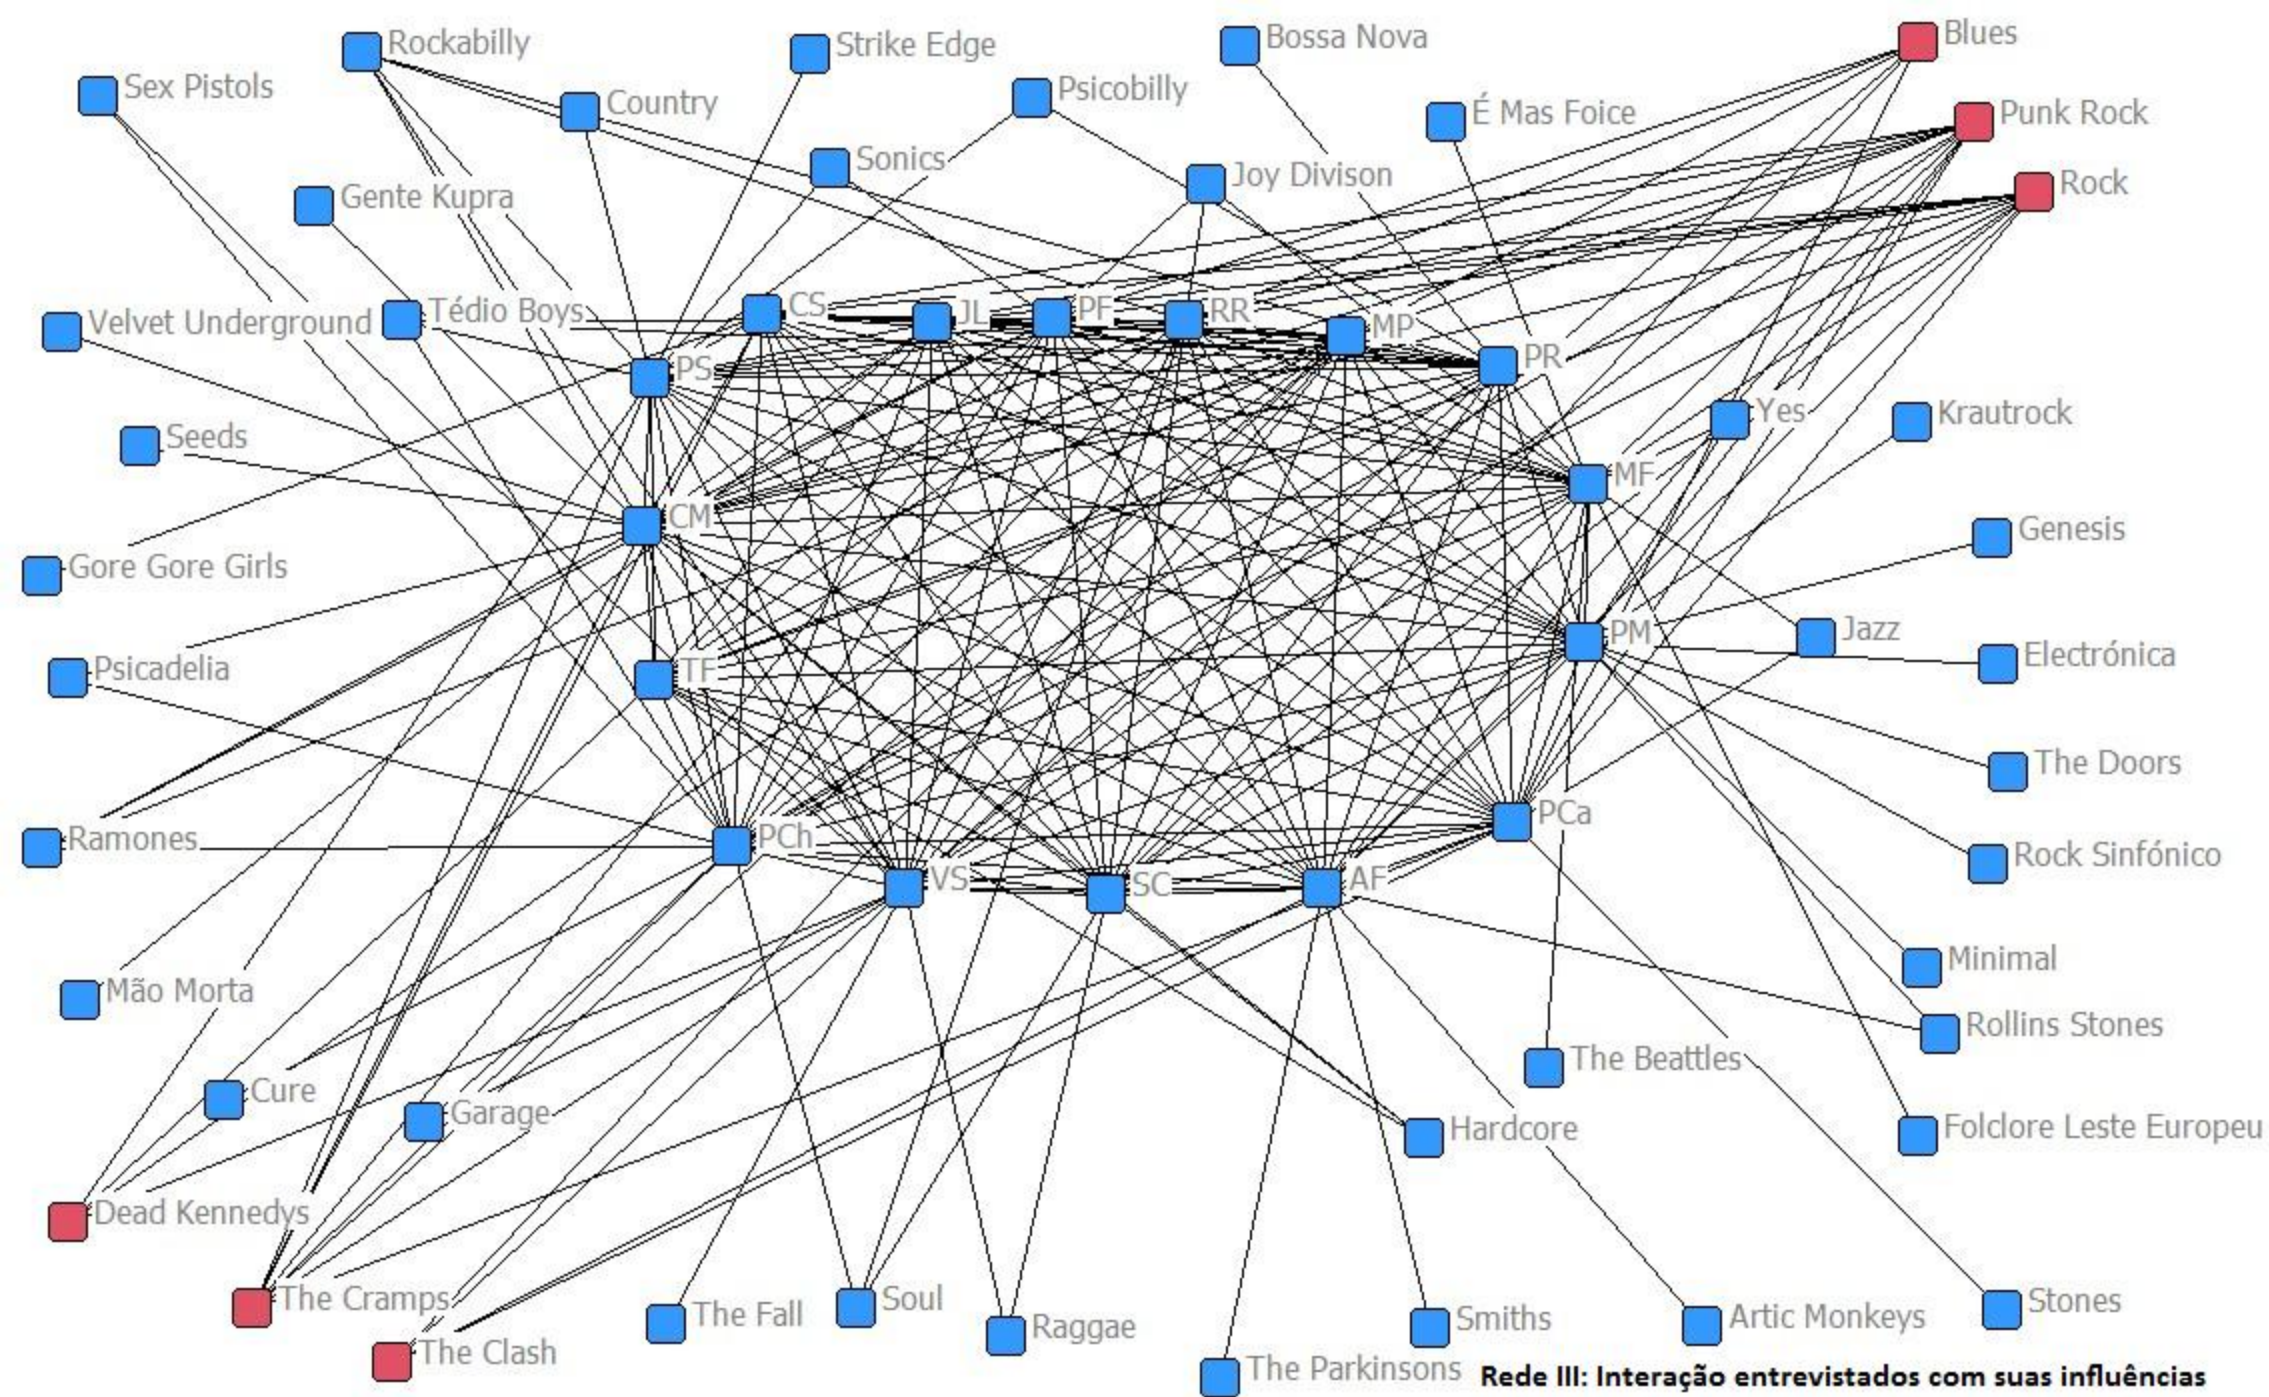 Blues
Rockabilly
Strike Edge
Bossa Nova
Sex Pistols
Country
Psicobilly
É Mas Foice
Punk Rock
Sonics
Joy Divison
Rock
Gente Kupra
Velvet Underground
Tédio Boys
CS
JL
PF
RR
MP
PS
PR
Yes
Krautrock
Seeds
MF
CM
Genesis
Gore Gore Girls
PM
Jazz
Electrónica
Psicadelia
TF
The Doors
Ramones
PCh
PCa
Rock Sinfónico
VS
SC
AF
Minimal
Mão Morta
Rollins Stones
Cure
The Beattles
Garage
Hardcore
Folclore Leste Europeu
Dead Kennedys
The Cramps
The Fall
Soul
Raggae
Smiths
Artic Monkeys
Stones
The Clash
The Parkinsons
Rede III: Interação entrevistados com suas influências